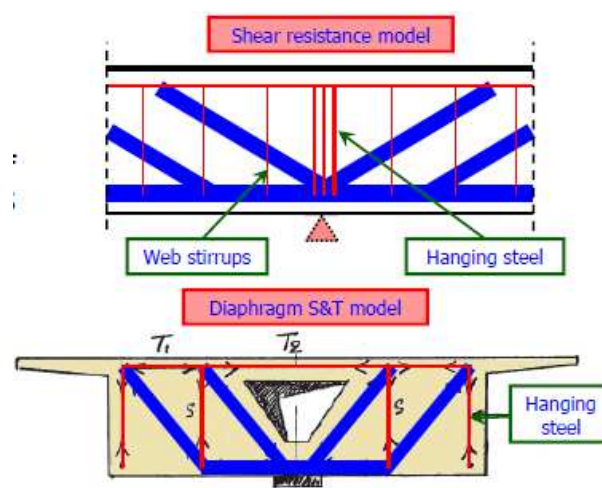 Shear resistance model
Web stirrups
Hanging steel
Diaphragm S&T model
T1 T2
S S
Hanging
steel